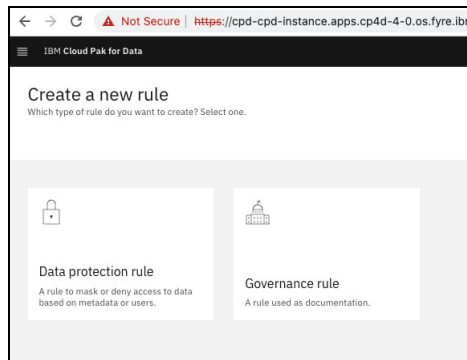 Not Secure | https://cpd-cpd-instance.apps.cp4d-4-0.os.fyre.ibm
IBM Cloud Pak for Data
Create a new rule
Which type of rule do you want to create? Select one.
Data protection rule
A rule to mask or deny access to data
based on metadata or users.
Governance rule
A rule used as documentation.